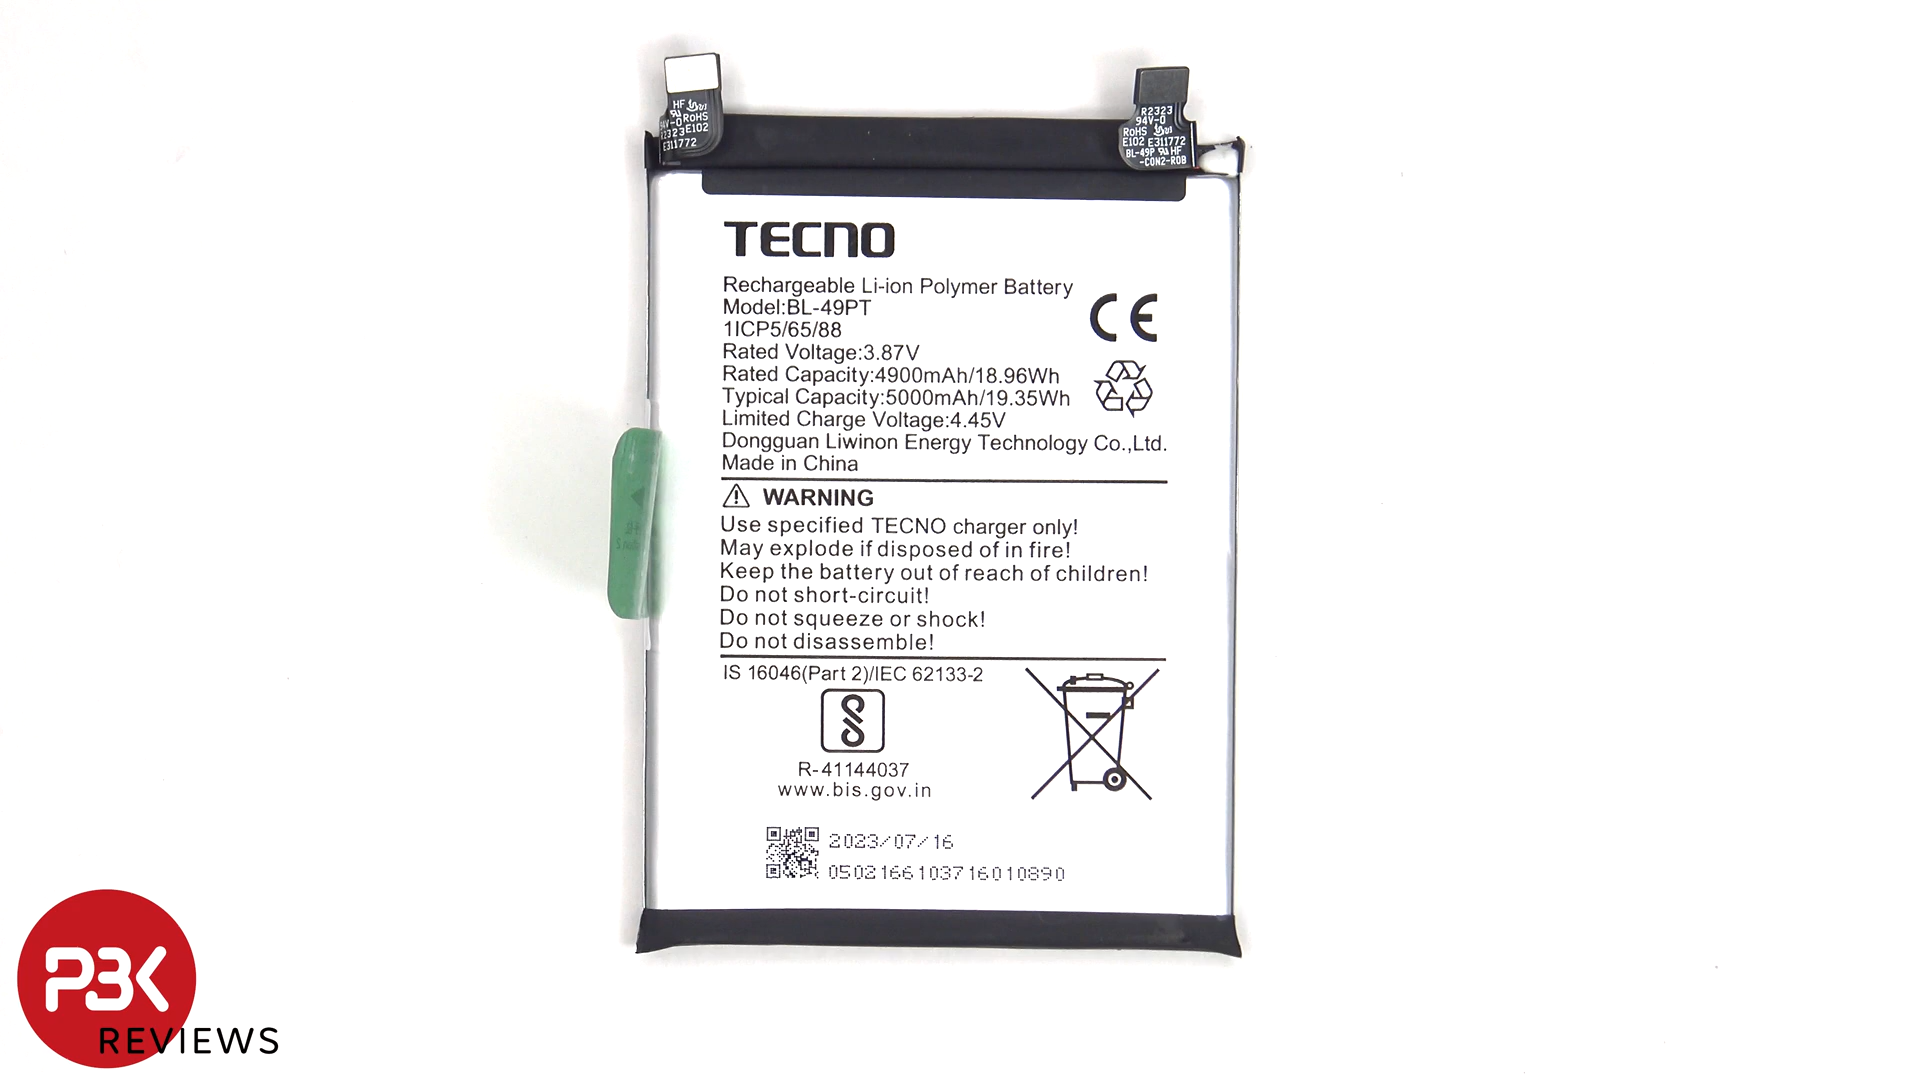 HF
94V-0 RoHS
R2323 E102
E311772
R2323
94V-0
RoHS
E102 E311772
BL-49P HF
-CON2-R0B
TECNO
Rechargeable Li-ion Polymer Battery
Model:BL-49PT
1ICP5/65/88
Rated Voltage:3.87V
Rated Capacity:4900mAh/18.96Wh
Typical Capacity:5000mAh/19.35Wh
Limited Charge Voltage:4.45V
Dongguan Liwinon Energy Technology Co.,Ltd.
Made in China
CE
WARNING
Use specified TECNO charger only!
May explode if disposed of in fire!
Keep the battery out of reach of children!
Do not short-circuit!
Do not squeeze or shock!
Do not disassemble!
IS 16046(Part 2)/IEC 62133-2
R-41144037
www.bis.gov.in
2023/07/16
0502166103716010890
PBK
REVIEWS